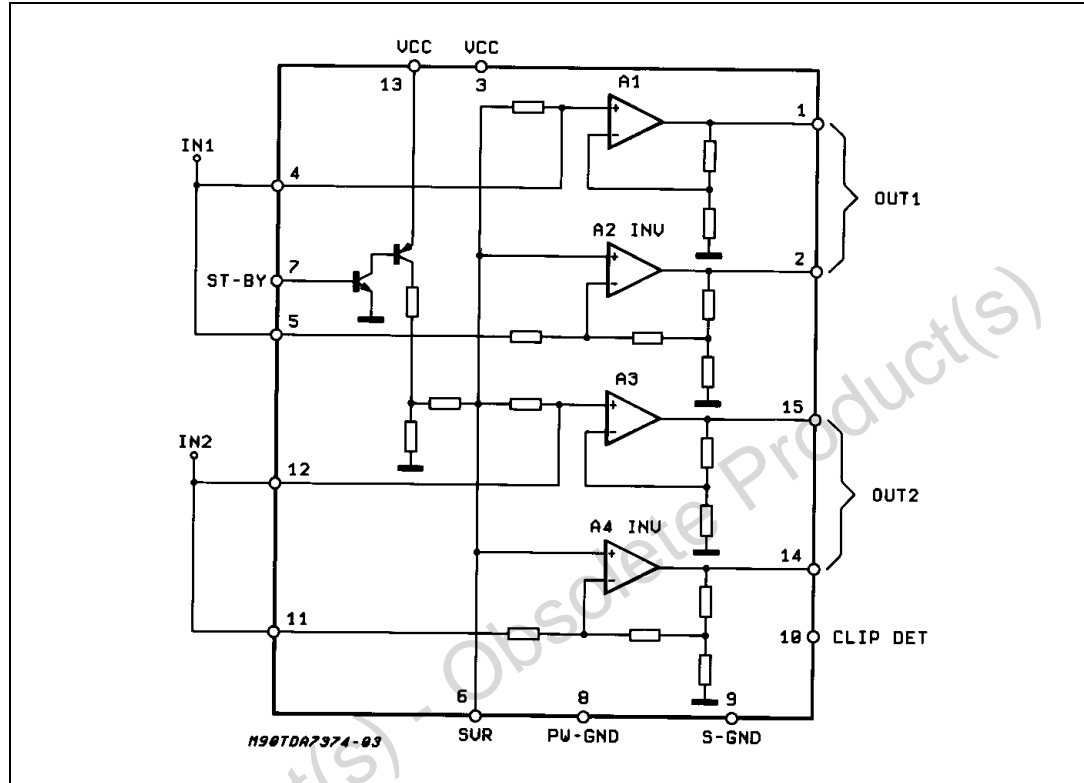 VCC VCC
13 3
A1
1
IN1
4
OUT1
A2 INV
2
7
ST-BY
5
A3
15
IN2
12
OUT2
A4 INV
14
11
10 CLIP DET
6 8 9
SVR PW-GND S-GND
M90TDA7374-03
+
-
+
-
+
-
+
-
t(s) - Obsolete Product(s)